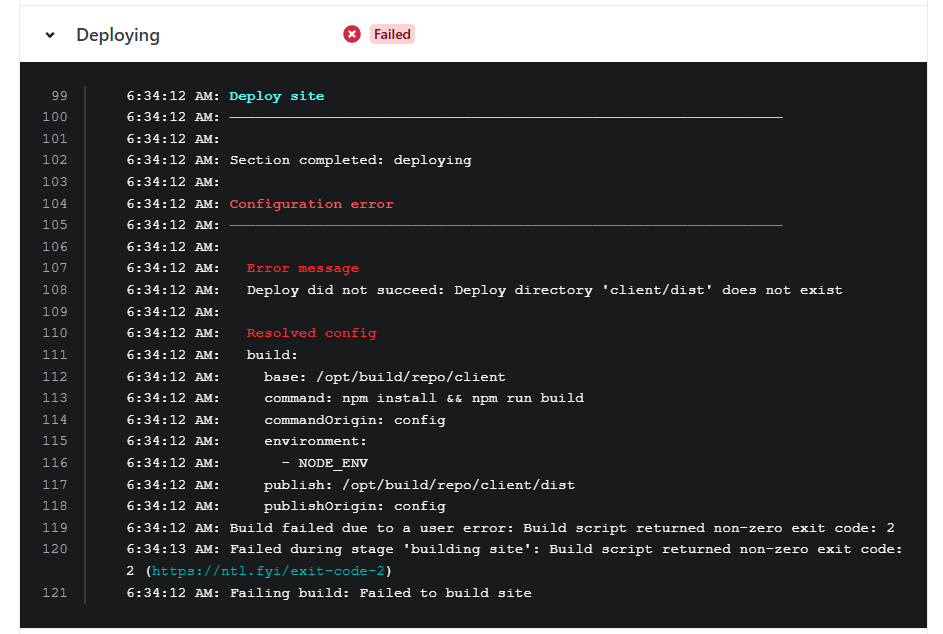 Deploying
Failed
99 6:34:12 AM: Deploy site
100 6:34:12 AM: ────────────────────────────────────────────────────────────────
101 6:34:12 AM:
102 6:34:12 AM: Section completed: deploying
103 6:34:12 AM:
104 6:34:12 AM: Configuration error
105 6:34:12 AM: ────────────────────────────────────────────────────────────────
106 6:34:12 AM:
107 6:34:12 AM:   Error message
108 6:34:12 AM:   Deploy did not succeed: Deploy directory 'client/dist' does not exist
109 6:34:12 AM:
110 6:34:12 AM:   Resolved config
111 6:34:12 AM:   build:
112 6:34:12 AM:     base: /opt/build/repo/client
113 6:34:12 AM:     command: npm install && npm run build
114 6:34:12 AM:     commandOrigin: config
115 6:34:12 AM:     environment:
116 6:34:12 AM:       - NODE_ENV
117 6:34:12 AM:     publish: /opt/build/repo/client/dist
118 6:34:12 AM:     publishOrigin: config
119 6:34:12 AM: Build failed due to a user error: Build script returned non-zero exit code: 2
120 6:34:13 AM: Failed during stage 'building site': Build script returned non-zero exit code:
2 (https://ntl.fyi/exit-code-2)
121 6:34:12 AM: Failing build: Failed to build site